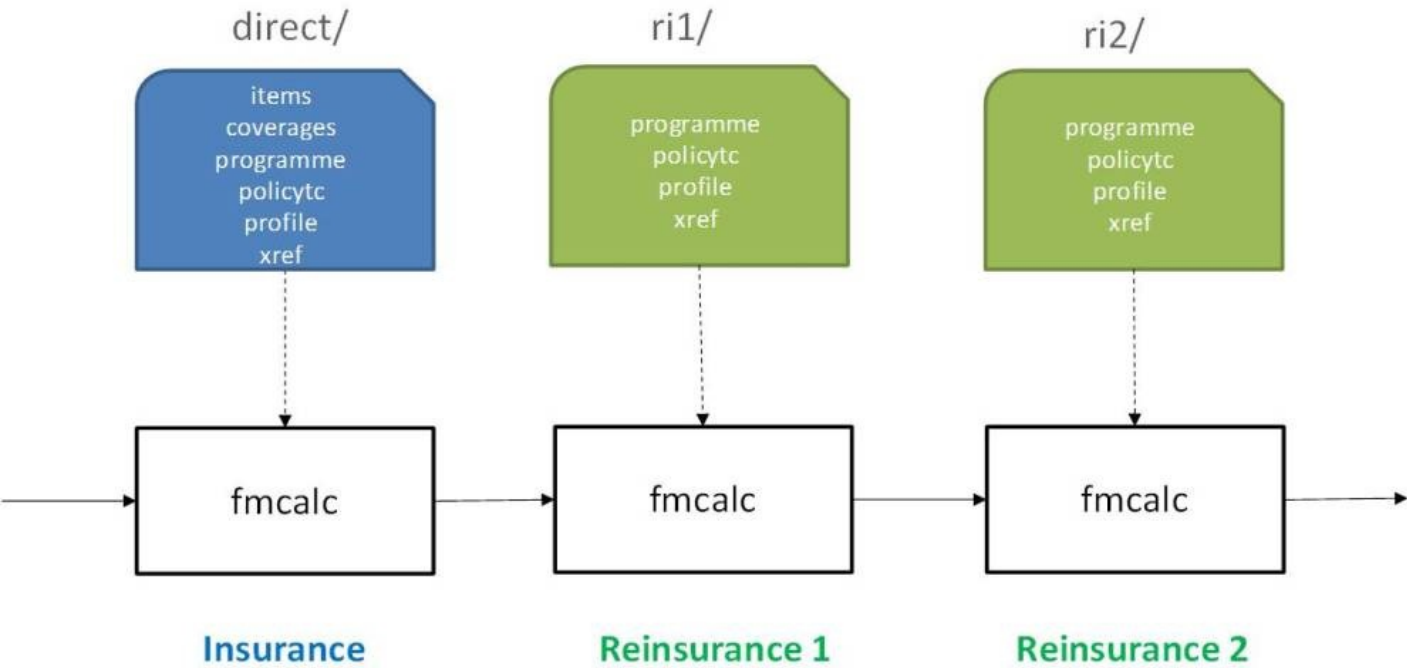 direct/
ri1/
ri2/
items
coverages
programme
policytc
profile
xref
programme
policytc
profile
xref
programme
policytc
profile
xref
fmcalc
fmcalc
fmcalc
Insurance
Reinsurance 1
Reinsurance 2